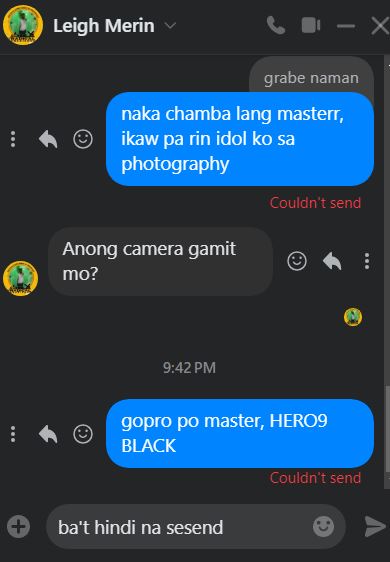 Leigh Merin
grabe naman
naka chamba lang masterr,
ikaw pa rin idol ko sa
photography
Couldn't send
Anong camera gamit
mo?
9:42 PM
gopro po master, HERO9
BLACK
Couldn't send
ba't hindi na sesend